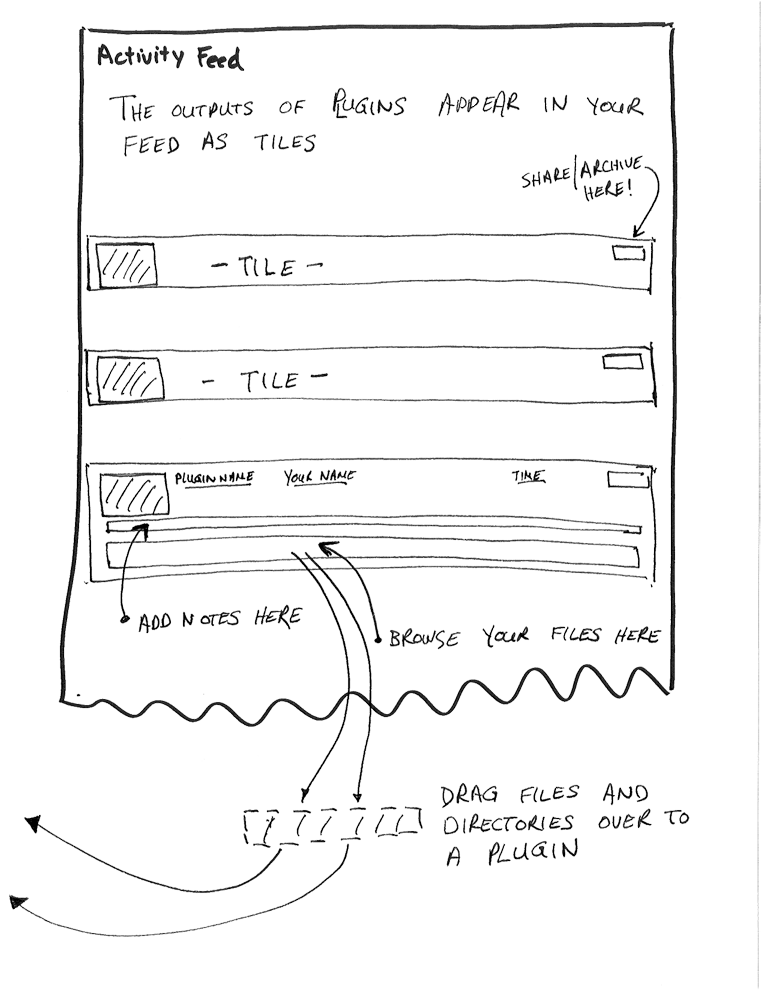 Activity Feed
THE OUTPUTS OF PLUGINS APPEAR IN YOUR
FEED AS TILES
SHARE/ARCHIVE
HERE!
- TILE -
- TILE -
PLUGIN NAME YOUR NAME TIME
ADD NOTES HERE
BROWSE YOUR FILES HERE
DRAG FILES AND
DIRECTORIES OVER TO
A PLUGIN